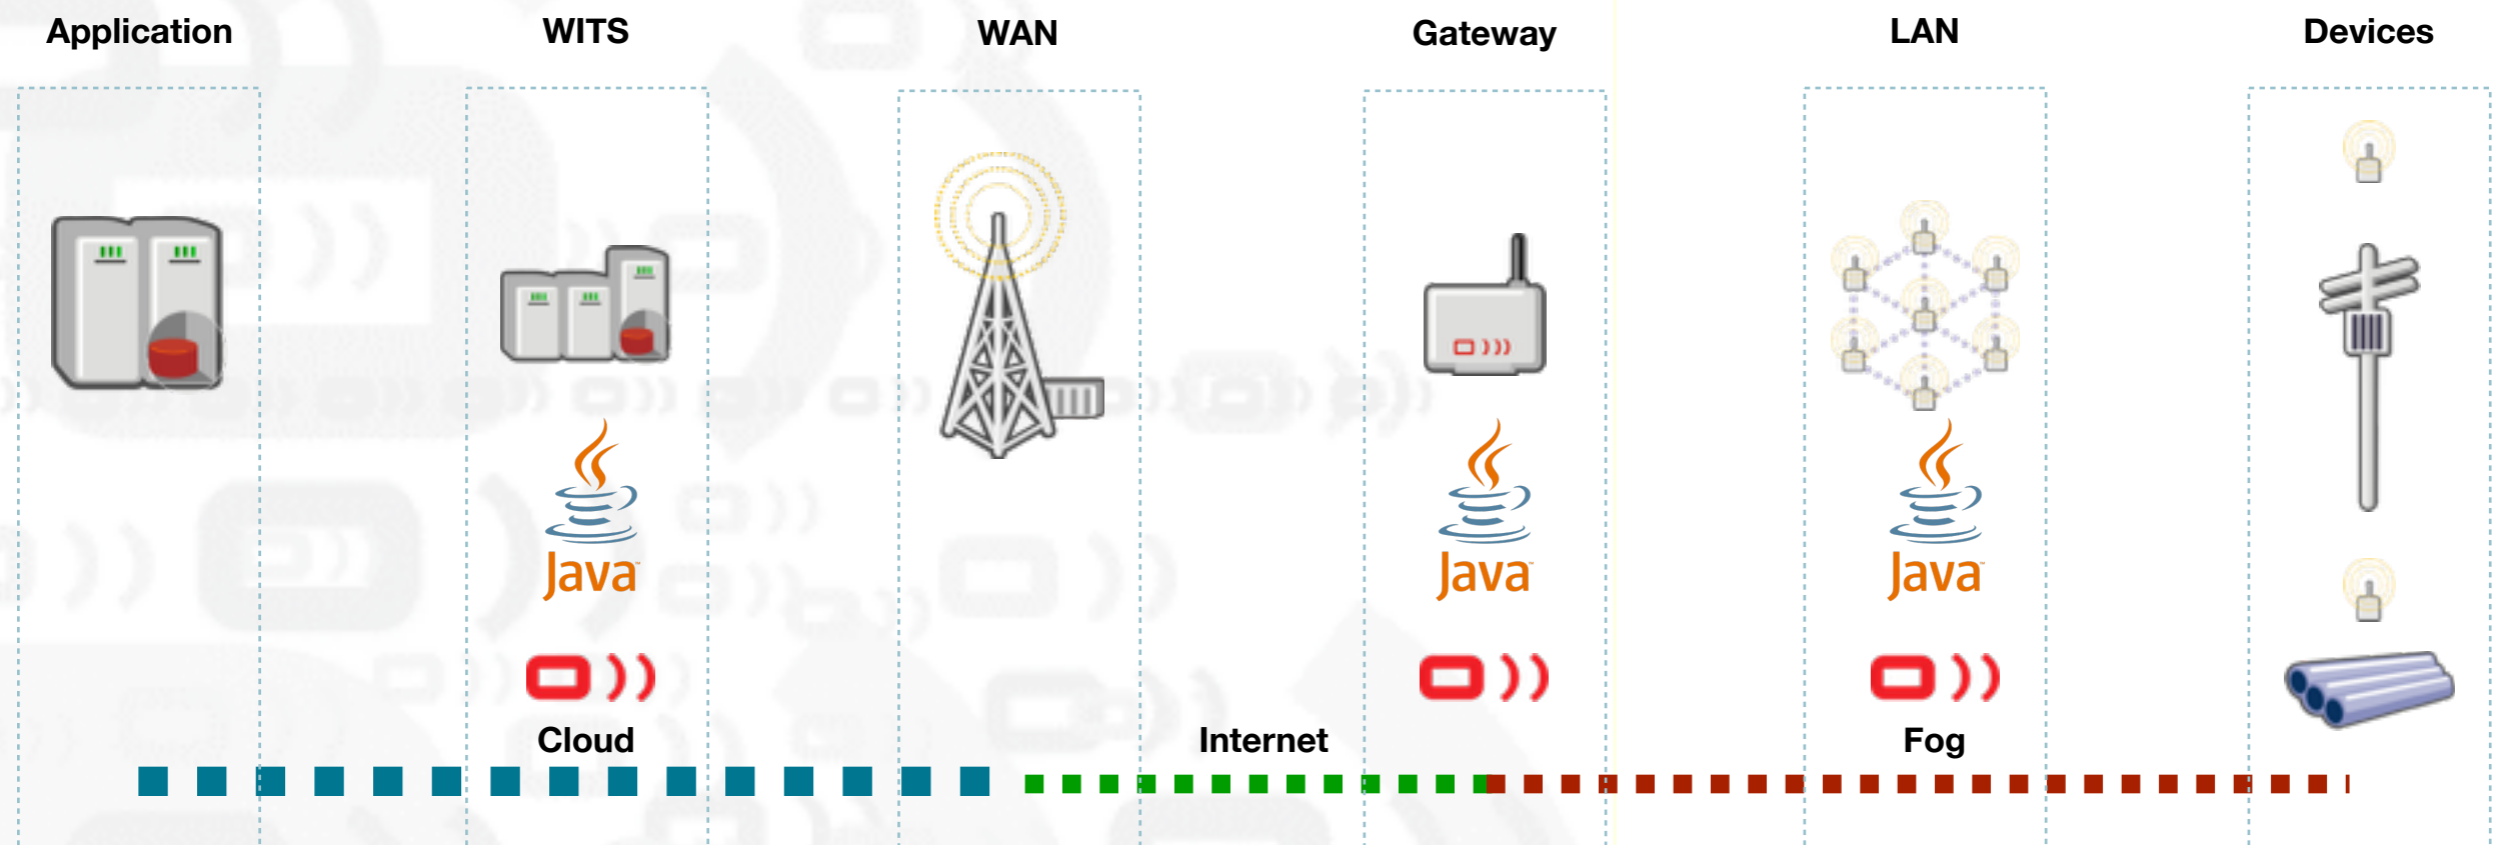 Application
WITS
WAN
Gateway
LAN
Devices
Java
Java
Java
Cloud
Internet
Fog